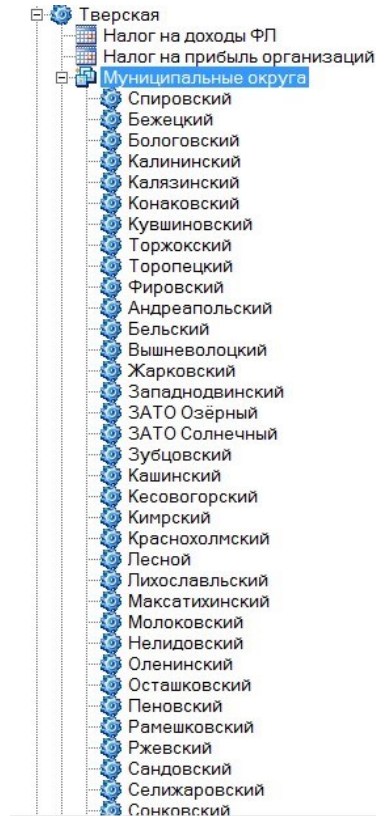 Тверская
Налог на доходы ФЛ
Налог на прибыль организаций
Муниципальные округа
Спировский
Бежецкий
Бологовский
Калининский
Калязинский
Конаковский
Кувшиновский
Торжокский
Торопецкий
Фировский
Андреапольский
Бельский
Вышневолоцкий
Жарковский
Западнодвинский
ЗАТО Озёрный
ЗАТО Солнечный
Зубцовский
Кашинский
Кесовогорский
Кимрский
Краснохолмский
Лесной
Лихославльский
Максатихинский
Молоковский
Нелидовский
Оленинский
Осташковский
Пеновский
Рамешковский
Ржевский
Сандовский
Селижаровский
Сонковский